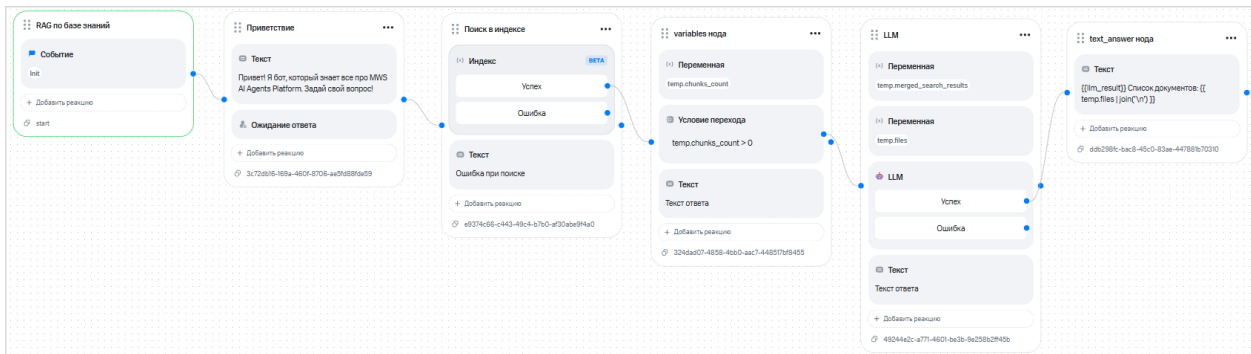 RAG по базе знаний
Событие
Init
+ Добавить реакцию
start
Приветствие
Текст
Привет! Я бот, который знает все про MWS
AI Agents Platform. Задай свой вопрос!
Ожидание ответа
+ Добавить реакцию
3c72db16-169a-460f-8706-ae5fd88fde59
Поиск в индексе
Индекс
BETA
Успех
Ошибка
Текст
Ошибка при поиске
+ Добавить реакцию
e9374c66-c443-49c4-b7b0-af30abe9f4a0
variables нода
Переменная
temp.chunks_count
Условие перехода
temp.chunks_count > 0
Текст
Текст ответа
+ Добавить реакцию
324dad07-4858-4bb0-aac7-448517bf8455
LLM
Переменная
temp.merged_search_results
Переменная
temp.files
LLM
Успех
Ошибка
Текст
Текст ответа
+ Добавить реакцию
49244e2c-a771-4601-be3b-9e258b2ff45b
text_answer нода
Текст
{{llm_result}} Список документов: {{
temp.files | join('\n') }}
+ Добавить реакцию
ddb298fc-bac8-45c0-83ae-447881b70310